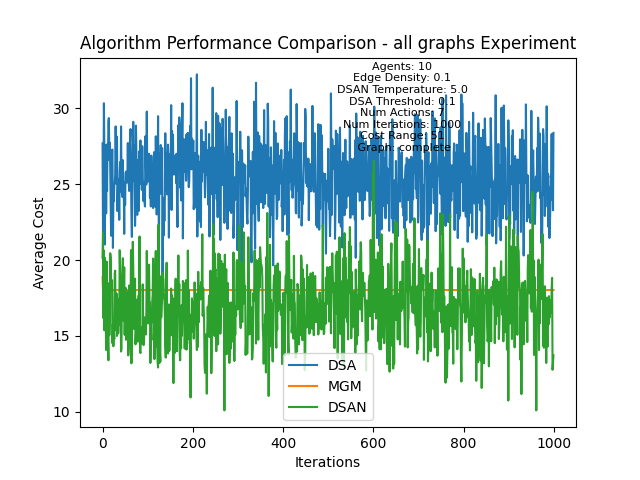 Algorithm Performance Comparison - all graphs Experiment
Agents: 10
Edge Density: 0.1
DSAN Temperature: 5.0
DSA Threshold: 0.1
Num Actions: 7
Num Iterations: 1000
Cost Range: 51
Graph: complete
Average Cost
30
25
20
15
10
DSA
MGM
DSAN
0
200
400
600
800
1000
Iterations